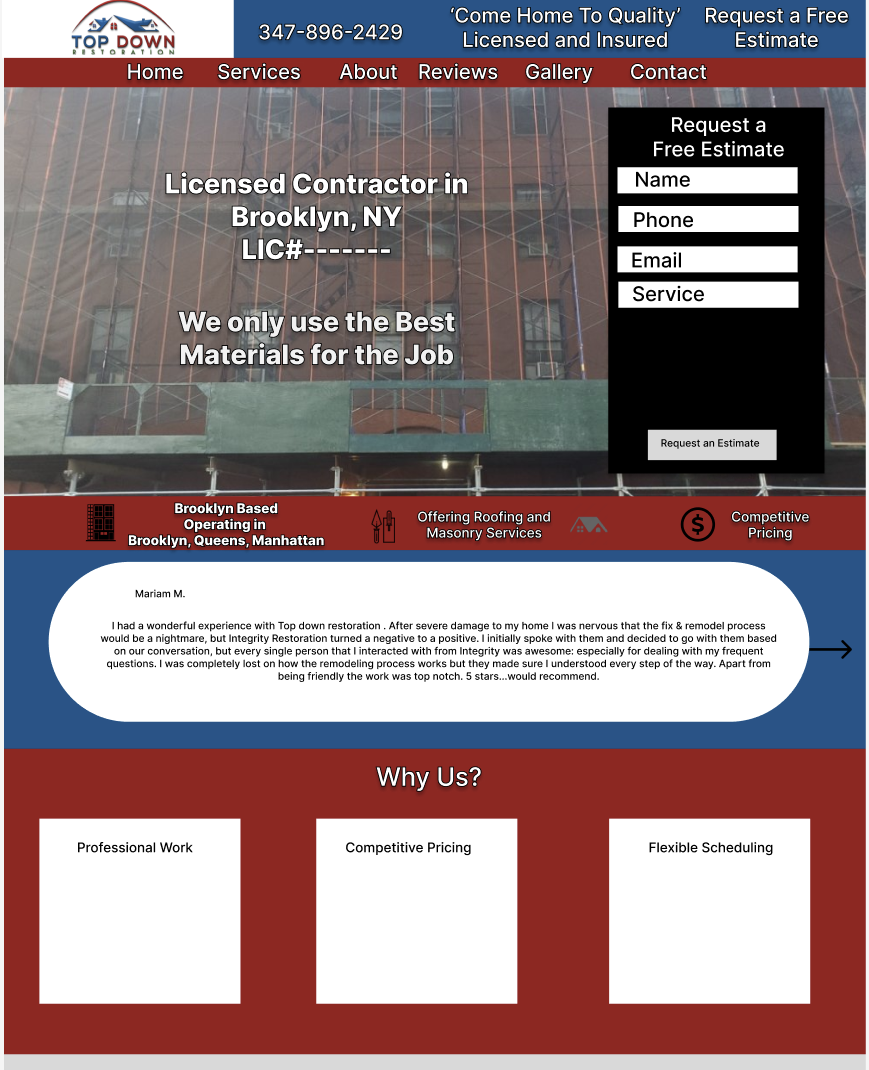 TOP DOWN
RESTORATION
347-896-2429
‘Come Home To Quality’
Licensed and Insured
Request a Free
Estimate
Home Services About Reviews Gallery Contact
Licensed Contractor in
Brooklyn, NY
LIC#-------
We only use the Best
Materials for the Job
Request a
Free Estimate
Name
Phone
Email
Service
Request an Estimate
Brooklyn Based
Operating in
Brooklyn, Queens, Manhattan
Offering Roofing and
Masonry Services
$
Competitive
Pricing
Mariam M.
I had a wonderful experience with Top down restoration . After severe damage to my home I was nervous that the fix & remodel process
would be a nightmare, but Integrity Restoration turned a negative to a positive. I initially spoke with them and decided to go with them based
on our conversation, but every single person that I interacted with from Integrity was awesome: especially for dealing with my frequent
questions. I was completely lost on how the remodeling process works but they made sure I understood every step of the way. Apart from
being friendly the work was top notch. 5 stars...would recommend.
Why Us?
Professional Work
Competitive Pricing
Flexible Scheduling